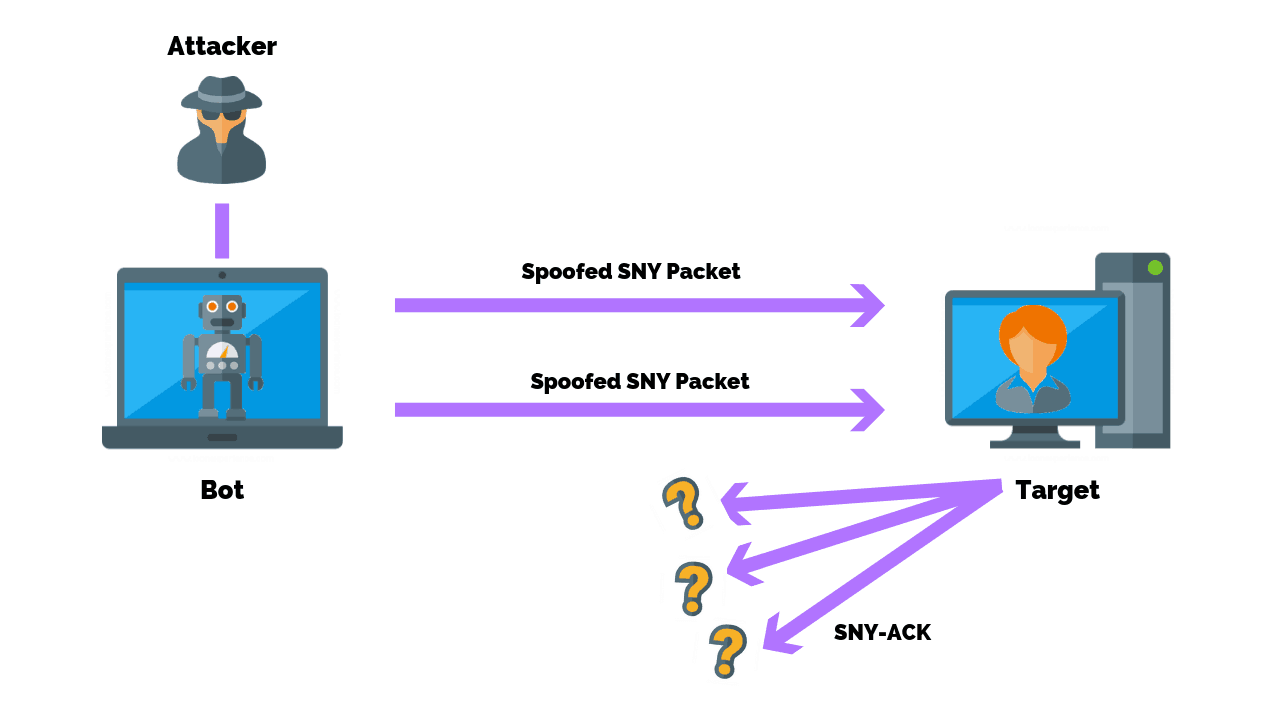 Attacker
Spoofed SNY Packet
Spoofed SNY Packet
Bot
Target
SNY-ACK